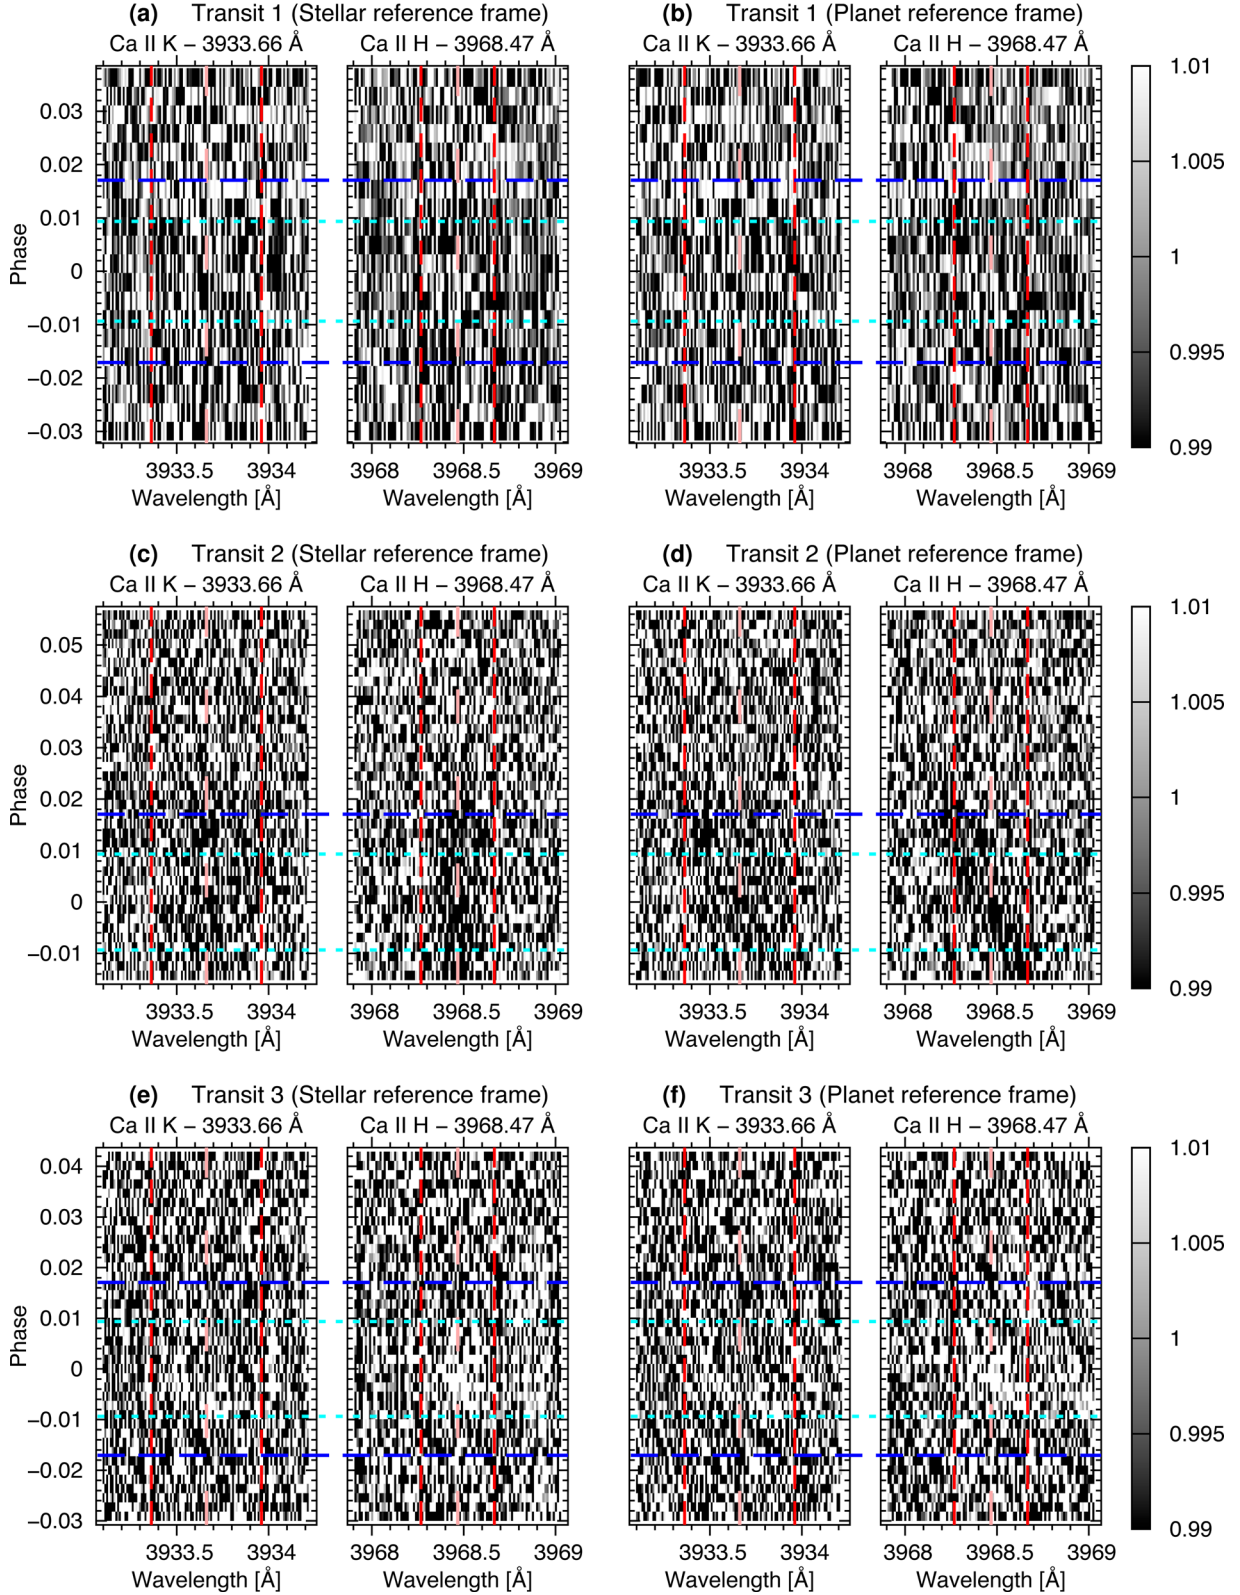 (a) Transit 1 (Stellar reference frame)
(b) Transit 1 (Planet reference frame)
Ca II K – 3933.66 Å
Ca II H – 3968.47 Å
Ca II K – 3933.66 Å
Ca II H – 3968.47 Å
Phase
0.03
0.02
0.01
0
−0.01
−0.02
−0.03
1.01
1.005
1
0.995
0.99
3933.5 3934
3968 3968.5 3969
3933.5 3934
3968 3968.5 3969
Wavelength [Å]
Wavelength [Å]
Wavelength [Å]
Wavelength [Å]
(c) Transit 2 (Stellar reference frame)
(d) Transit 2 (Planet reference frame)
Ca II K – 3933.66 Å
Ca II H – 3968.47 Å
Ca II K – 3933.66 Å
Ca II H – 3968.47 Å
Phase
0.05
0.04
0.03
0.02
0.01
0
−0.01
1.01
1.005
1
0.995
0.99
3933.5 3934
3968 3968.5 3969
3933.5 3934
3968 3968.5 3969
Wavelength [Å]
Wavelength [Å]
Wavelength [Å]
Wavelength [Å]
(e) Transit 3 (Stellar reference frame)
(f) Transit 3 (Planet reference frame)
Ca II K – 3933.66 Å
Ca II H – 3968.47 Å
Ca II K – 3933.66 Å
Ca II H – 3968.47 Å
Phase
0.04
0.03
0.02
0.01
0
−0.01
−0.02
−0.03
1.01
1.005
1
0.995
0.99
3933.5 3934
3968 3968.5 3969
3933.5 3934
3968 3968.5 3969
Wavelength [Å]
Wavelength [Å]
Wavelength [Å]
Wavelength [Å]